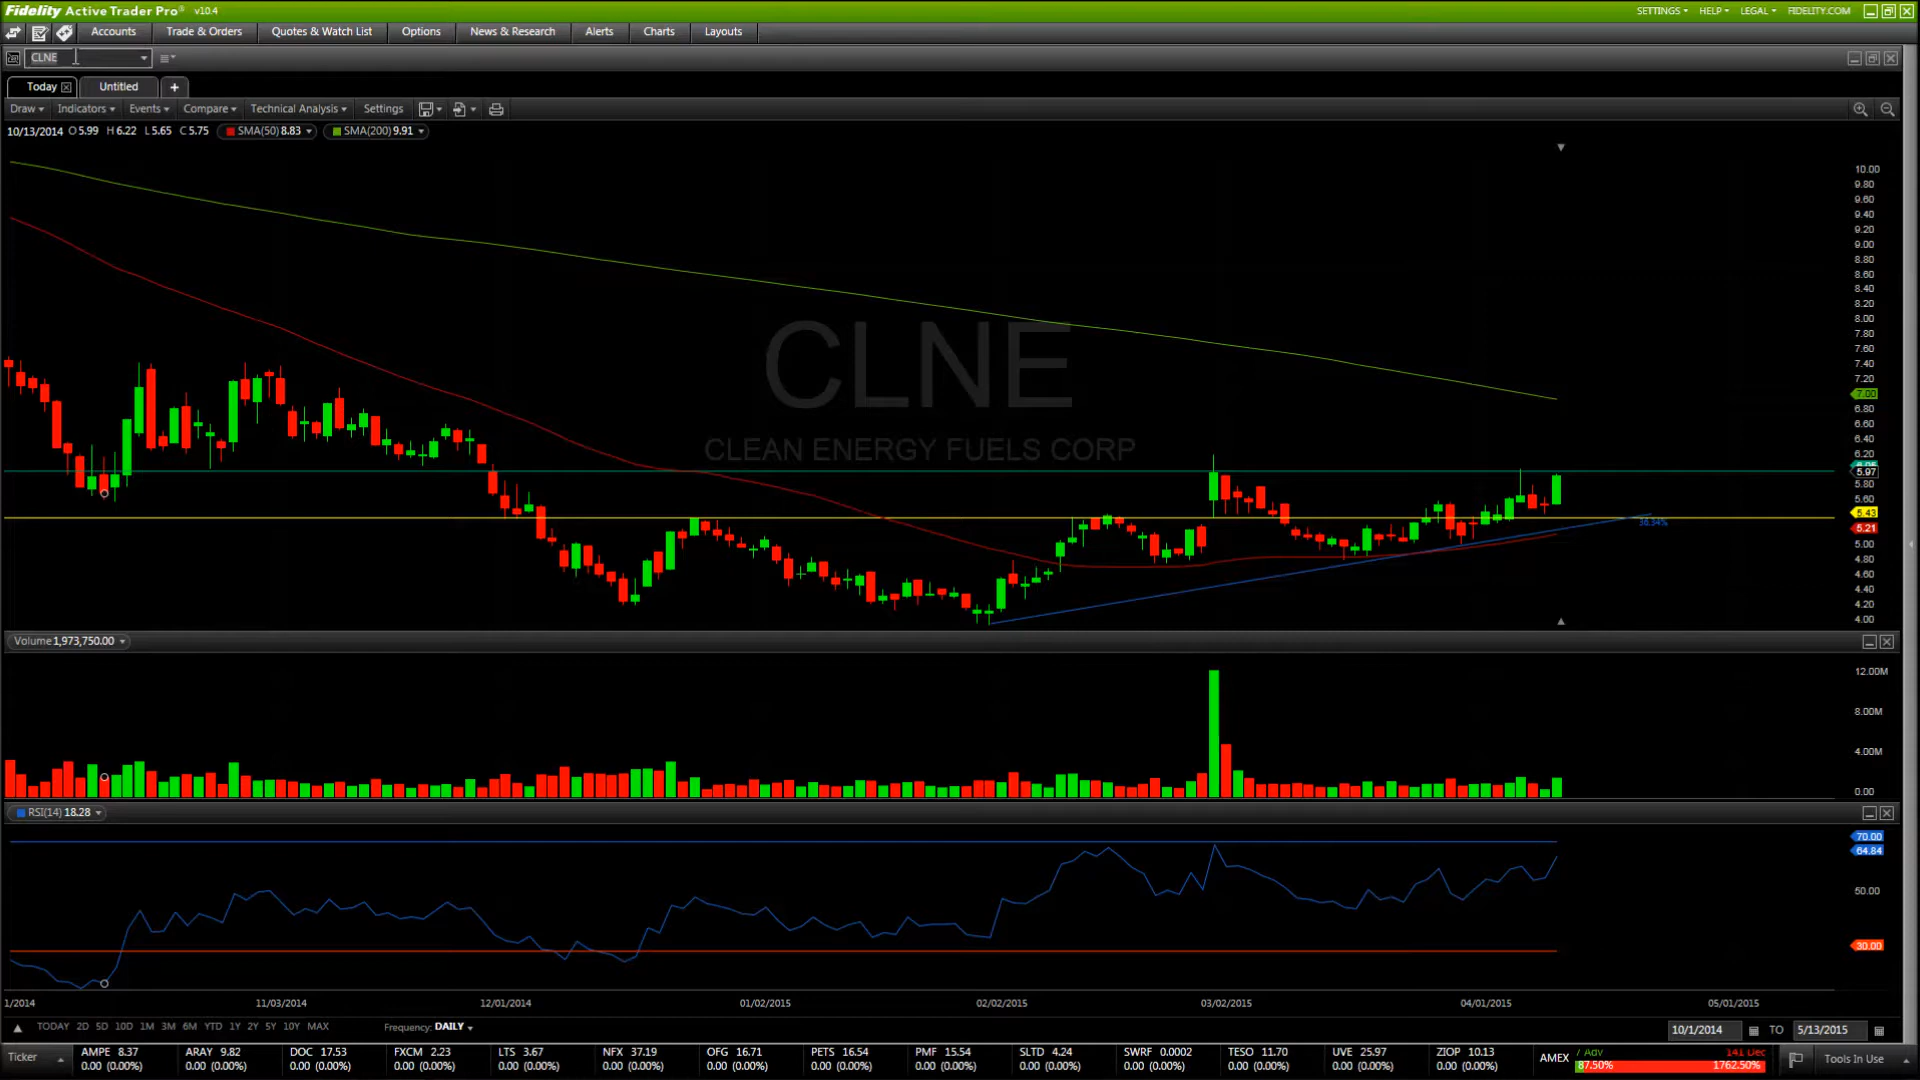 Fidelity Active Trader Pro® v10.4 SETTINGS HELP LEGAL FIDELITY.COM
Accounts Trade & Orders Quotes & Watch List Options News & Research Alerts Charts Layouts
CLNE
Today Untitled +
Draw Indicators Events Compare Technical Analysis Settings
10/13/2014 O 5.99 H 6.22 L 5.65 C 5.75 SMA(50) 8.83 SMA(200) 9.91
10.00
9.80
9.60
9.40
9.20
9.00
8.80
8.60
8.40
8.20
8.00
7.80
7.60
7.40
7.20
7.00
6.80
6.60
6.40
6.20
5.97
5.80
5.60
5.43
5.21
5.00
4.80
4.60
4.40
4.20
4.00
CLNE
CLEAN ENERGY FUELS CORP
36.34%
Volume 1,973,750.00
12.00M
8.00M
4.00M
0.00
RSI(14) 18.28
70.00
64.84
50.00
30.00
1/2014 11/03/2014 12/01/2014 01/02/2015 02/02/2015 03/02/2015 04/01/2015 05/01/2015
TODAY 2D 5D 10D 1M 3M 6M YTD 1Y 2Y 5Y 10Y MAX Frequency: DAILY 10/1/2014 TO 5/13/2015
Ticker
AMPE 8.37 ARAY 9.82 DOC 17.53 FXCM 2.23 LTS 3.67 NFX 37.19 OFG 16.71 PETS 16.54 PMF 15.54 SLTD 4.24 SWRF 0.0002 TESO 11.70 UVE 25.97 ZIOP 10.13
0.00 (0.00%) 0.00 (0.00%) 0.00 (0.00%) 0.00 (0.00%) 0.00 (0.00%) 0.00 (0.00%) 0.00 (0.00%) 0.00 (0.00%) 0.00 (0.00%) 0.00 (0.00%) 0.00 (0.00%) 0.00 (0.00%) 0.00 (0.00%) 0.00 (0.00%)
AMEX 7 Adv 141 Dec
87.50% 1762.50%
Tools In Use